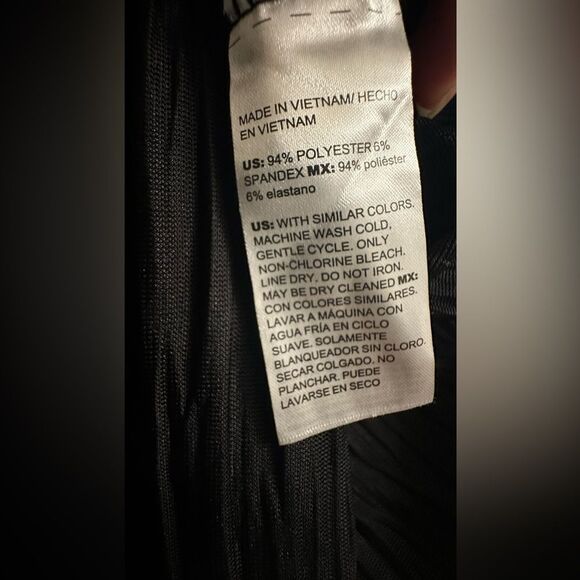 MADE IN VIETNAM/ HECHO
EN VIETNAM
US: 94% POLYESTER 6%
SPANDEX MX: 94% poliéster
6% elastano
US: WITH SIMILAR COLORS.
MACHINE WASH COLD,
GENTLE CYCLE. ONLY
NON-CHLORINE BLEACH.
LINE DRY. DO NOT IRON.
MAY BE DRY CLEANED MX:
CON COLORES SIMILARES.
LAVAR A MÁQUINA CON
AGUA FRÍA EN CICLO
SUAVE. SOLAMENTE
BLANQUEADOR SIN CLORO.
SECAR COLGADO. NO
PLANCHAR. PUEDE
LAVARSE EN SECO